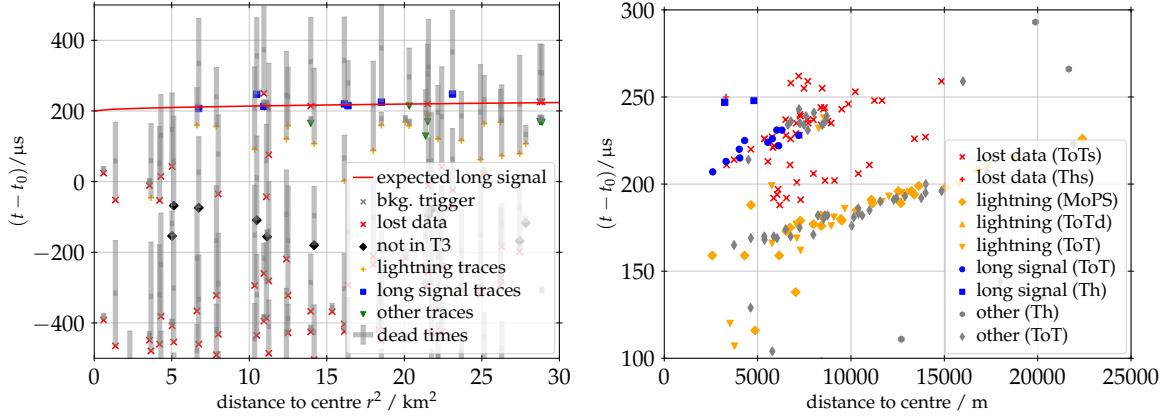 400
200
0
−200
−400
(t − t₀)/μs
0 5 10 15 20 25 30
distance to centre r² / km²
expected long signal
bkg. trigger
lost data
not in T3
lightning traces
long signal traces
other traces
dead times
300
250
200
150
100
(t − t₀)/μs
0 5000 10000 15000 20000 25000
distance to centre / m
lost data (ToTs)
lost data (Ths)
lightning (MoPS)
lightning (ToTd)
lightning (ToT)
long signal (ToT)
long signal (Th)
other (Th)
other (ToT)